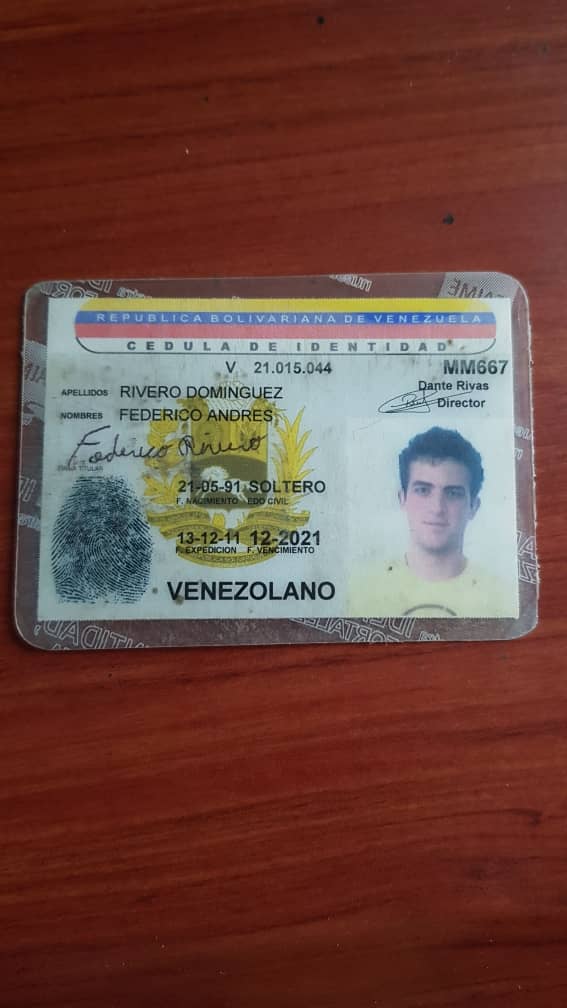 REPUBLICA BOLIVARIANA DE VENEZUELA
CEDULA DE IDENTIDAD
V 21.015.044 MM667
Dante Rivas
Director
APELLIDOS RIVERO DOMINGUEZ
NOMBRES FEDERICO ANDRES
Federico Rivero
FIRMA TITULAR
21-05-91 SOLTERO
F. NACIMIENTO EDO CIVIL
13-12-11 12-2021
F. EXPEDICION F. VENCIMIENTO
VENEZOLANO